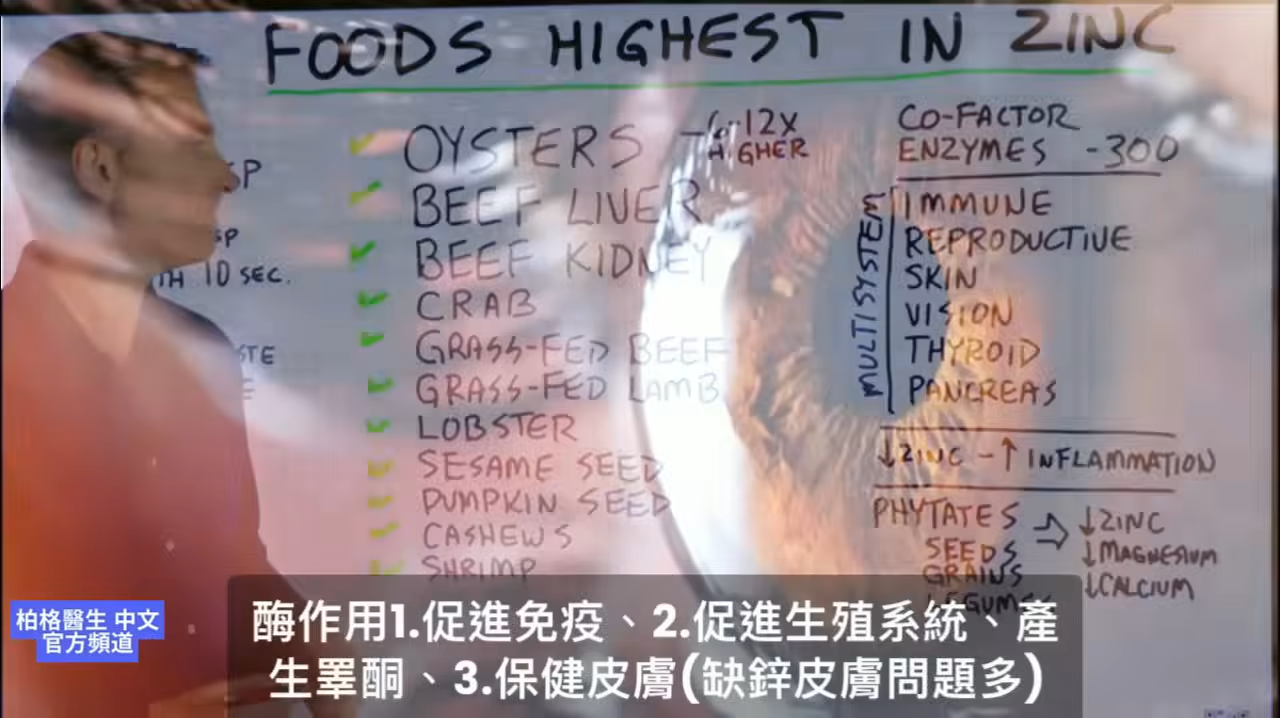 FOODS HIGHEST IN ZINC
SP
SP
TH 10 SEC.
STE
E
OYSTERS - 6-12X HIGHER
BEEF LIVER
BEEF KIDNEY
CRAB
GRASS-FED BEEF
GRASS-FED LAMB
LOBSTER
SESAME SEED
PUMPKIN SEED
CASHEWS
SHRIMP
CO-FACTOR
ENZYMES -300
MULTISYSTEM
IMMUNE
REPRODUCTIVE
SKIN
VISION
THYROID
PANCREAS
↓ZINC - ↑INFLAMMATION
PHYTATES ⇒ ↓ZINC
SEEDS ↓MAGNESIUM
GRAINS ↓CALCIUM
LEGUMES
柏格醫生 中文
官方頻道
酶作用1.促進免疫、2.促進生殖系統、產
生睪酮、3.保健皮膚(缺鋅皮膚問題多)